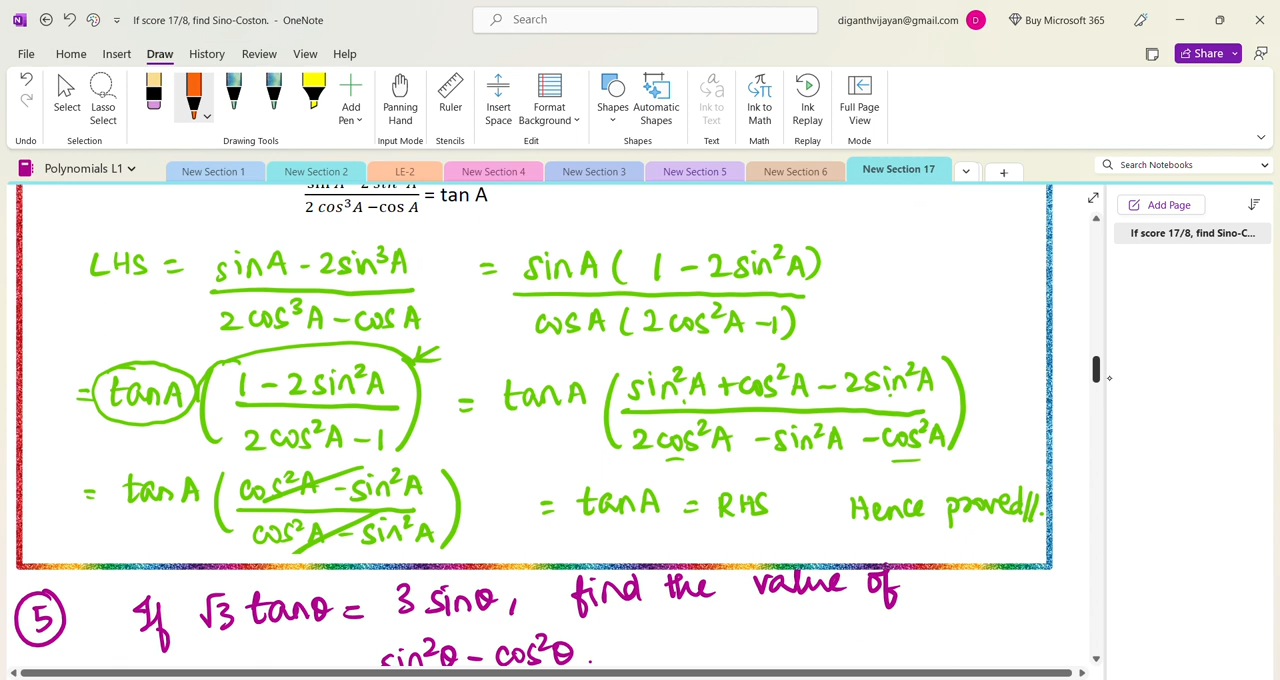 If score 17/8, find Sino-Coston. - OneNote
Search
diganthvijayan@gmail.com
D
Buy Microsoft 365
File Home Insert Draw History Review View Help
Share
Undo
Select
Lasso Select
Selection
Drawing Tools
Add Pen
Panning Hand
Input Mode
Ruler
Stencils
Insert Space
Format Background
Edit
Shapes
Automatic Shapes
Shapes
Ink to Text
Text
Ink to Math
Math
Ink Replay
Replay
Full Page View
Mode
Polynomials L1
New Section 1
New Section 2
LE-2
New Section 4
New Section 3
New Section 5
New Section 6
New Section 17
+
Search Notebooks
Add Page
If score 17/8, find Sino-C...
2 cos³A −cos A = tan A
LHS = sinA - 2sin³A / 2cos³A - cosA = sinA ( 1 - 2sin²A) / cosA ( 2cos²A - 1)
= tanA ( 1 - 2sin²A / 2cos²A - 1 ) = tanA ( sin²A + cos²A - 2sin²A / 2cos²A - sin²A - cos²A )
= tanA ( cos²A - sin²A / cos²A - sin²A ) = tanA = RHS Hence proved//.
5 If √3 tanθ = 3 sinθ, find the value of
sin²θ - cos²θ.